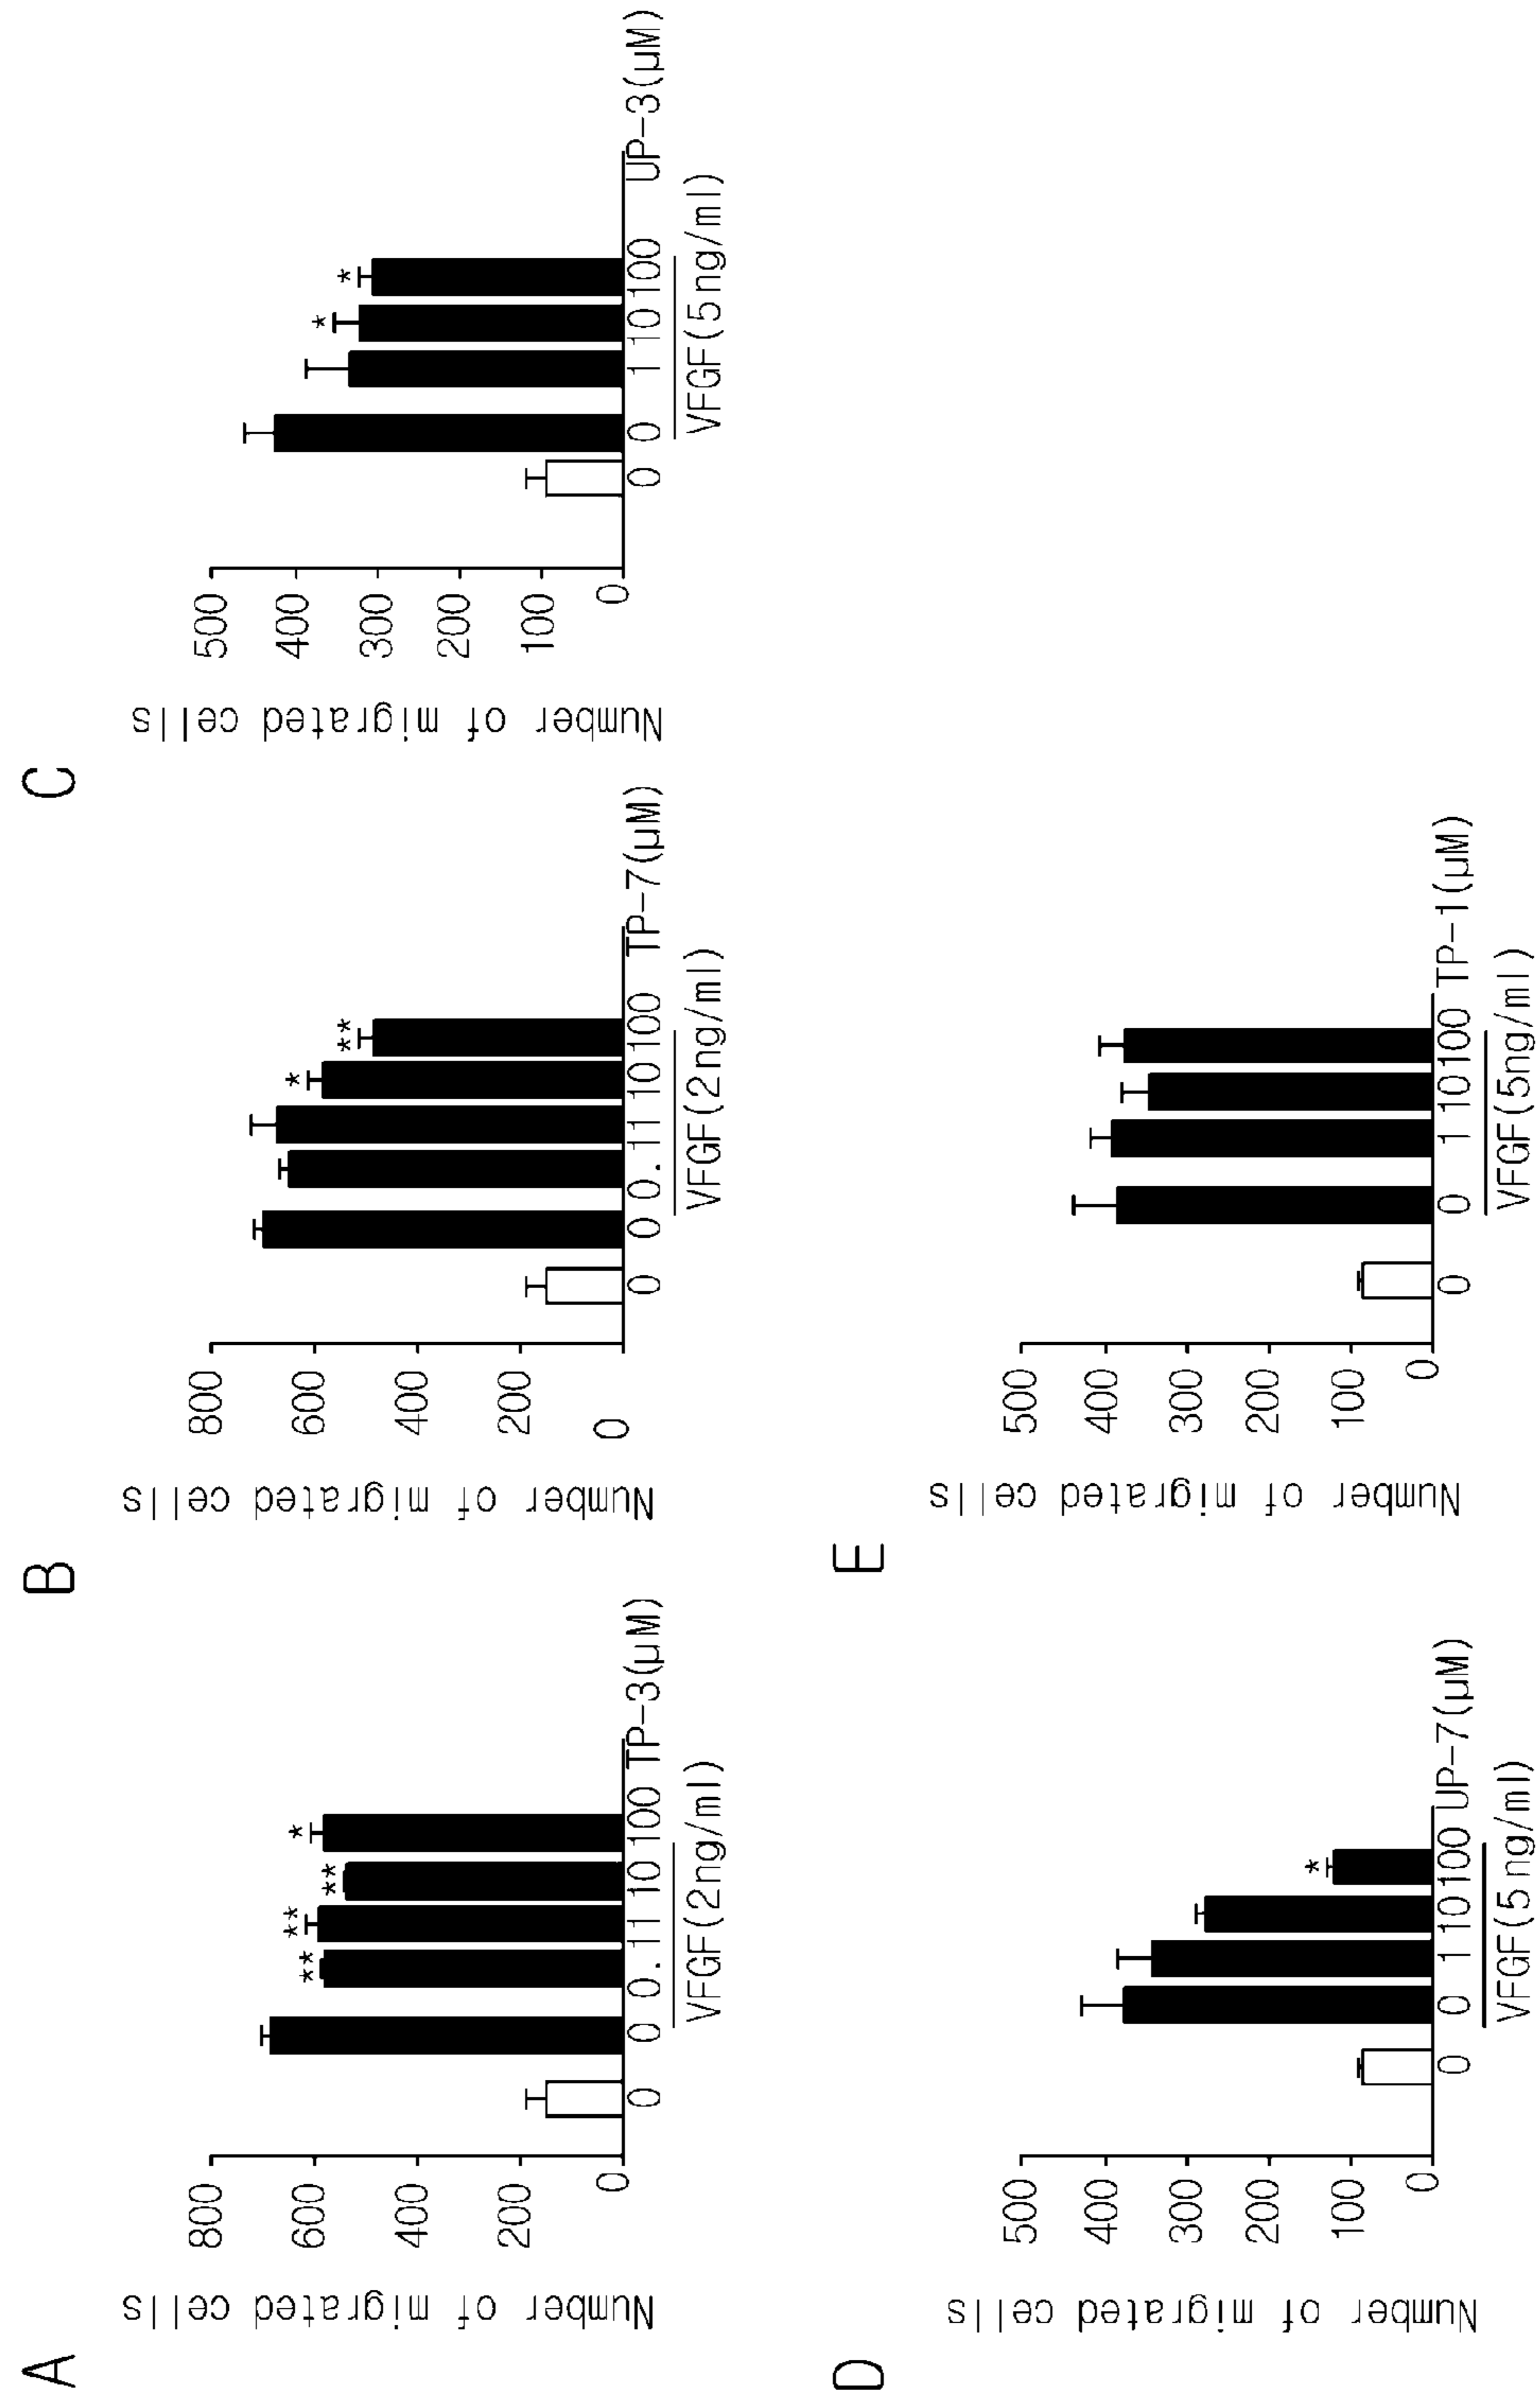 A
Number of migrated cells
800
600
400
200
0
**
**
**
*
0 0 0.1 1 10 100 TP-3(μM)
VFGF(2ng/ml)
B
Number of migrated cells
800
600
400
200
0
*
**
0 0 0.1 1 10 100 TP-7(μM)
VFGF(2ng/ml)
C
Number of migrated cells
500
400
300
200
100
0
*
*
0 0 1 10 100 UP-3(μM)
VFGF(5ng/ml)
D
Number of migrated cells
500
400
300
200
100
0
*
0 0 1 10 100 UP-7(μM)
VFGF(5ng/ml)
E
Number of migrated cells
500
400
300
200
100
0
0 0 1 10 100 TP-1(μM)
VFGF(5ng/ml)